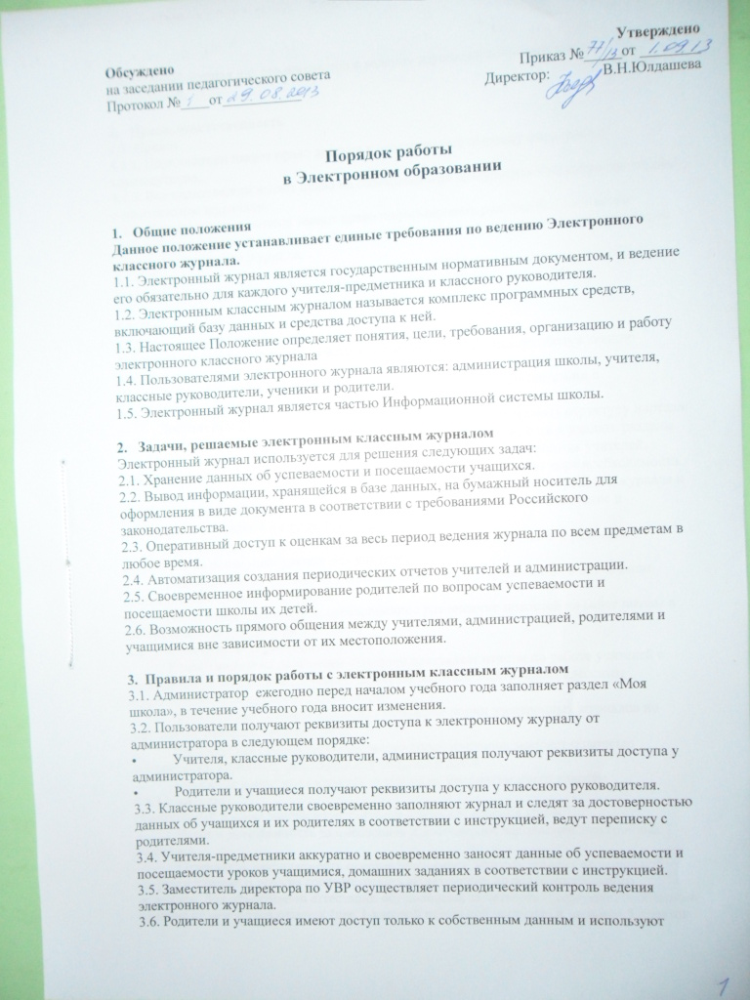 Обсуждено
на заседании педагогического совета
Протокол № 1 от 29.08.2013
Утверждено
Приказ № 77/13 от 1.09.13
Директор: В.Н.Юлдашева
Порядок работы
в Электронном образовании
1. Общие положения
Данное положение устанавливает единые требования по ведению Электронного
классного журнала.
1.1. Электронный журнал является государственным нормативным документом, и ведение
его обязательно для каждого учителя-предметника и классного руководителя.
1.2. Электронным классным журналом называется комплекс программных средств,
включающий базу данных и средства доступа к ней.
1.3. Настоящее Положение определяет понятия, цели, требования, организацию и работу
электронного классного журнала
1.4. Пользователями электронного журнала являются: администрация школы, учителя,
классные руководители, ученики и родители.
1.5. Электронный журнал является частью Информационной системы школы.
2. Задачи, решаемые электронным классным журналом
Электронный журнал используется для решения следующих задач:
2.1. Хранение данных об успеваемости и посещаемости учащихся.
2.2. Вывод информации, хранящейся в базе данных, на бумажный носитель для
оформления в виде документа в соответствии с требованиями Российского
законодательства.
2.3. Оперативный доступ к оценкам за весь период ведения журнала по всем предметам в
любое время.
2.4. Автоматизация создания периодических отчетов учителей и администрации.
2.5. Своевременное информирование родителей по вопросам успеваемости и
посещаемости школы их детей.
2.6. Возможность прямого общения между учителями, администрацией, родителями и
учащимися вне зависимости от их местоположения.
3. Правила и порядок работы с электронным классным журналом
3.1. Администратор ежегодно перед началом учебного года заполняет раздел «Моя
школа», в течение учебного года вносит изменения.
3.2. Пользователи получают реквизиты доступа к электронному журналу от
администратора в следующем порядке:
• Учителя, классные руководители, администрация получают реквизиты доступа у
администратора.
• Родители и учащиеся получают реквизиты доступа у классного руководителя.
3.3. Классные руководители своевременно заполняют журнал и следят за достоверностью
данных об учащихся и их родителях в соответствии с инструкцией, ведут переписку с
родителями.
3.4. Учителя-предметники аккуратно и своевременно заносят данные об успеваемости и
посещаемости уроков учащимися, домашних заданиях в соответствии с инструкцией.
3.5. Заместитель директора по УВР осуществляет периодический контроль ведения
электронного журнала.
3.6. Родители и учащиеся имеют доступ только к собственным данным и используют
1